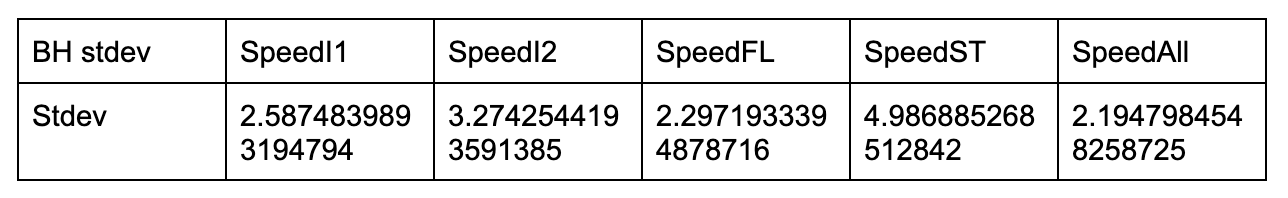 BH stdev SpeedI1 SpeedI2 SpeedFL SpeedST SpeedAll
Stdev 2.587483989 3.274254419 2.297193339 4.986885268 2.194798454
3194794 3591385 4878716 512842 8258725